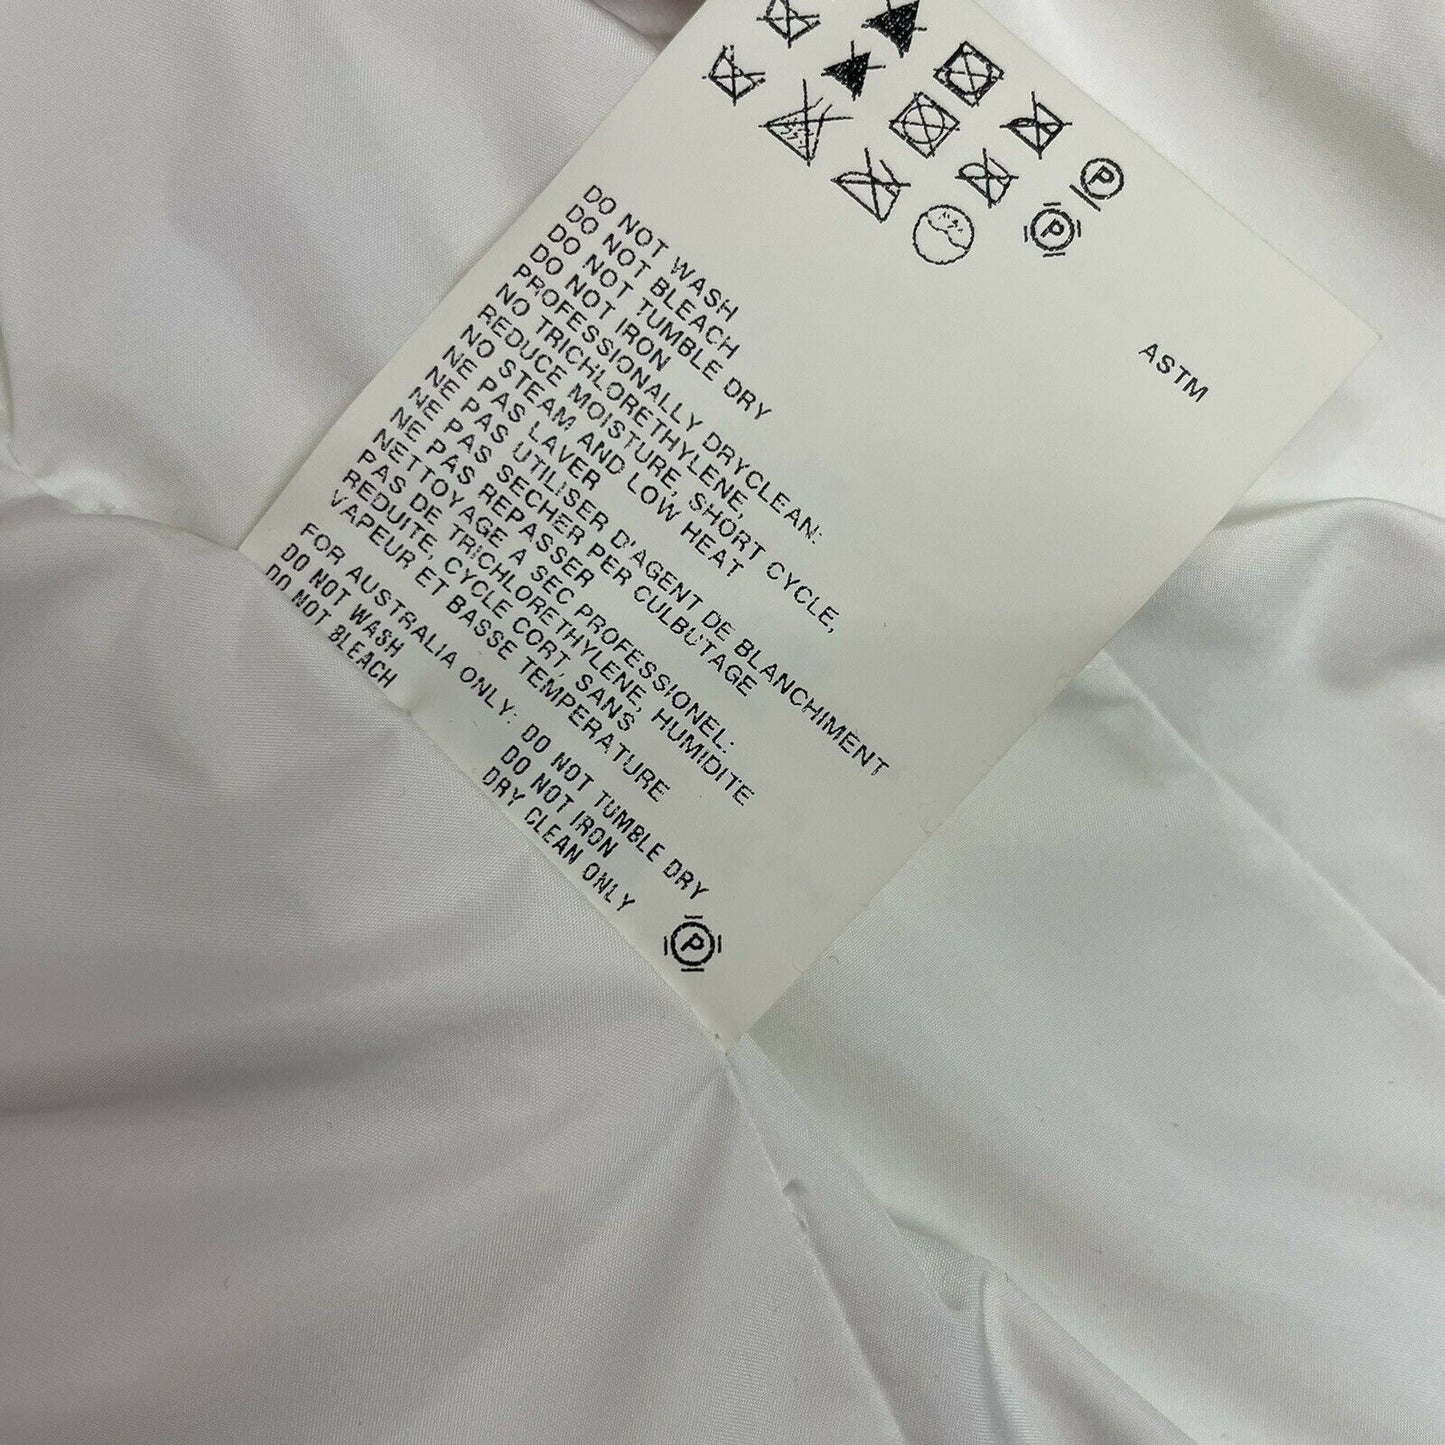 P
P
ASTM
DO NOT WASH
DO NOT BLEACH
DO NOT TUMBLE DRY
DO NOT IRON
PROFESSIONALLY DRYCLEAN:
NO TRICHLORETHYLENE,
REDUCE MOISTURE, SHORT CYCLE,
NO STEAM AND LOW HEAT
NE PAS LAVER
NE PAS UTILISER D'AGENT DE BLANCHIMENT
NE PAS SECHER PER CULBUTAGE
NE PAS REPASSER
NETTOYAGE A SEC PROFESSIONEL:
PAS DE TRICHLORETHYLENE, HUMIDITE
REDUITE, CYCLE CORT, SANS
VAPEUR ET BASSE TEMPERATURE
FOR AUSTRALIA ONLY: DO NOT TUMBLE DRY
DO NOT WASH DO NOT IRON
DO NOT BLEACH DRY CLEAN ONLY
P